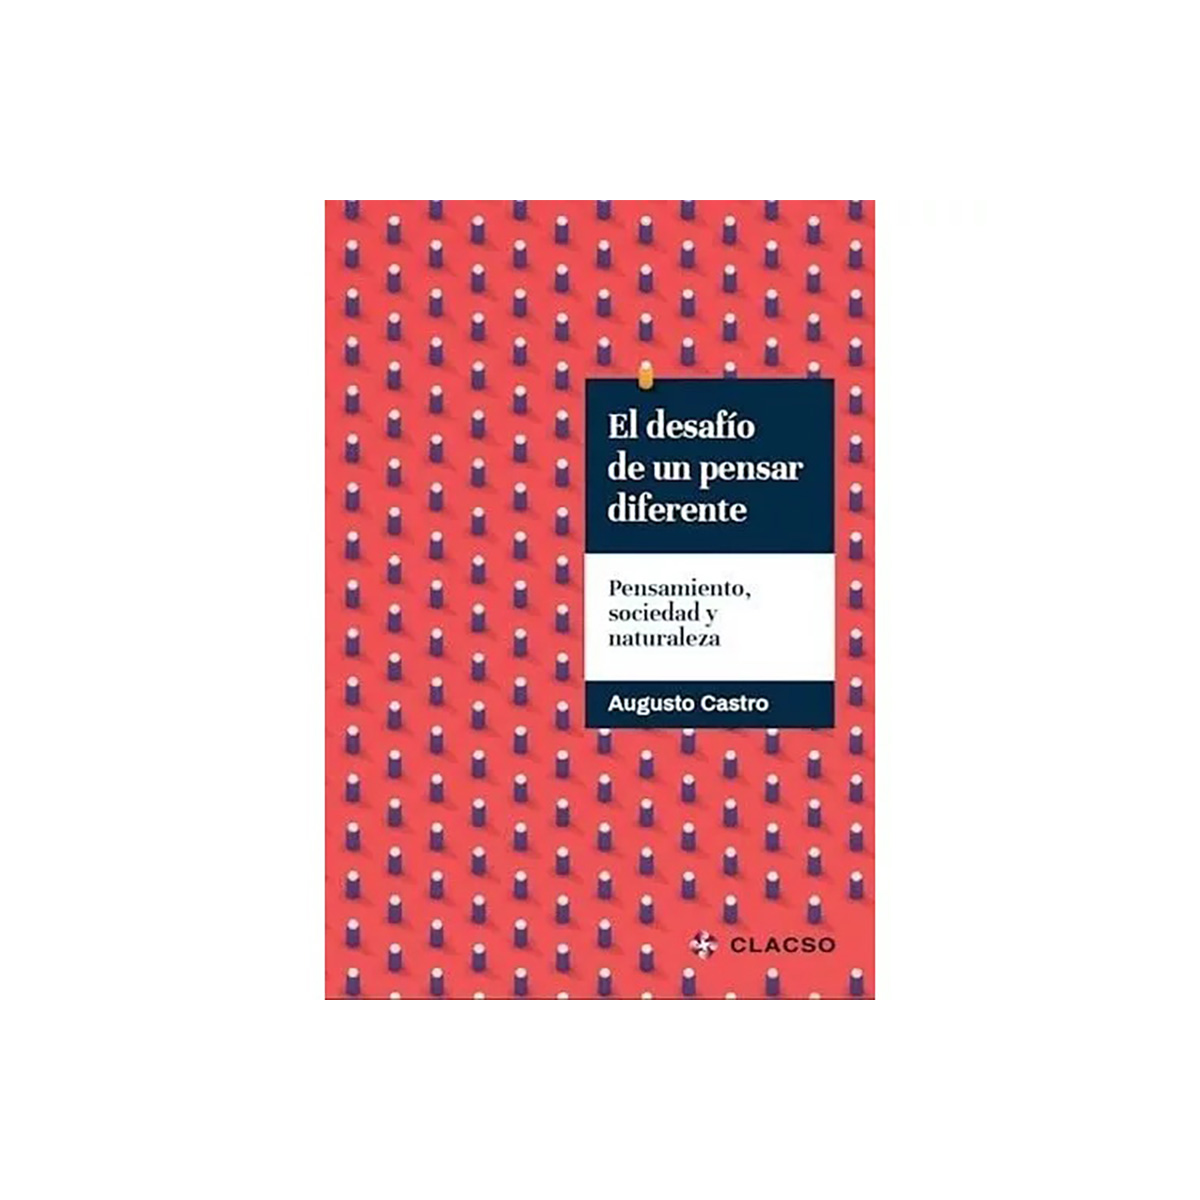 El desafío
de un pensar
diferente
Pensamiento,
sociedad y
naturaleza
Augusto Castro
CLACSO